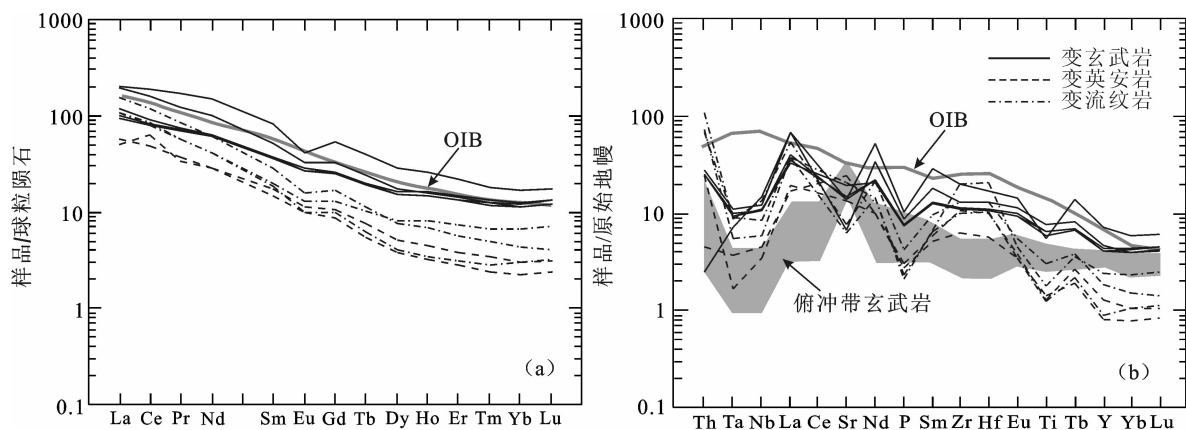 样品/球粒陨石
1000
100
10
1
0.1
OIB
(a)
La Ce Pr Nd Sm Eu Gd Tb Dy Ho Er Tm Yb Lu
样品/原始地幔
1000
100
10
1
0.1
变玄武岩
变英安岩
变流纹岩
OIB
俯冲带玄武岩
(b)
Th Ta Nb La Ce Sr Nd P Sm Zr Hf Eu Ti Tb Y Yb Lu